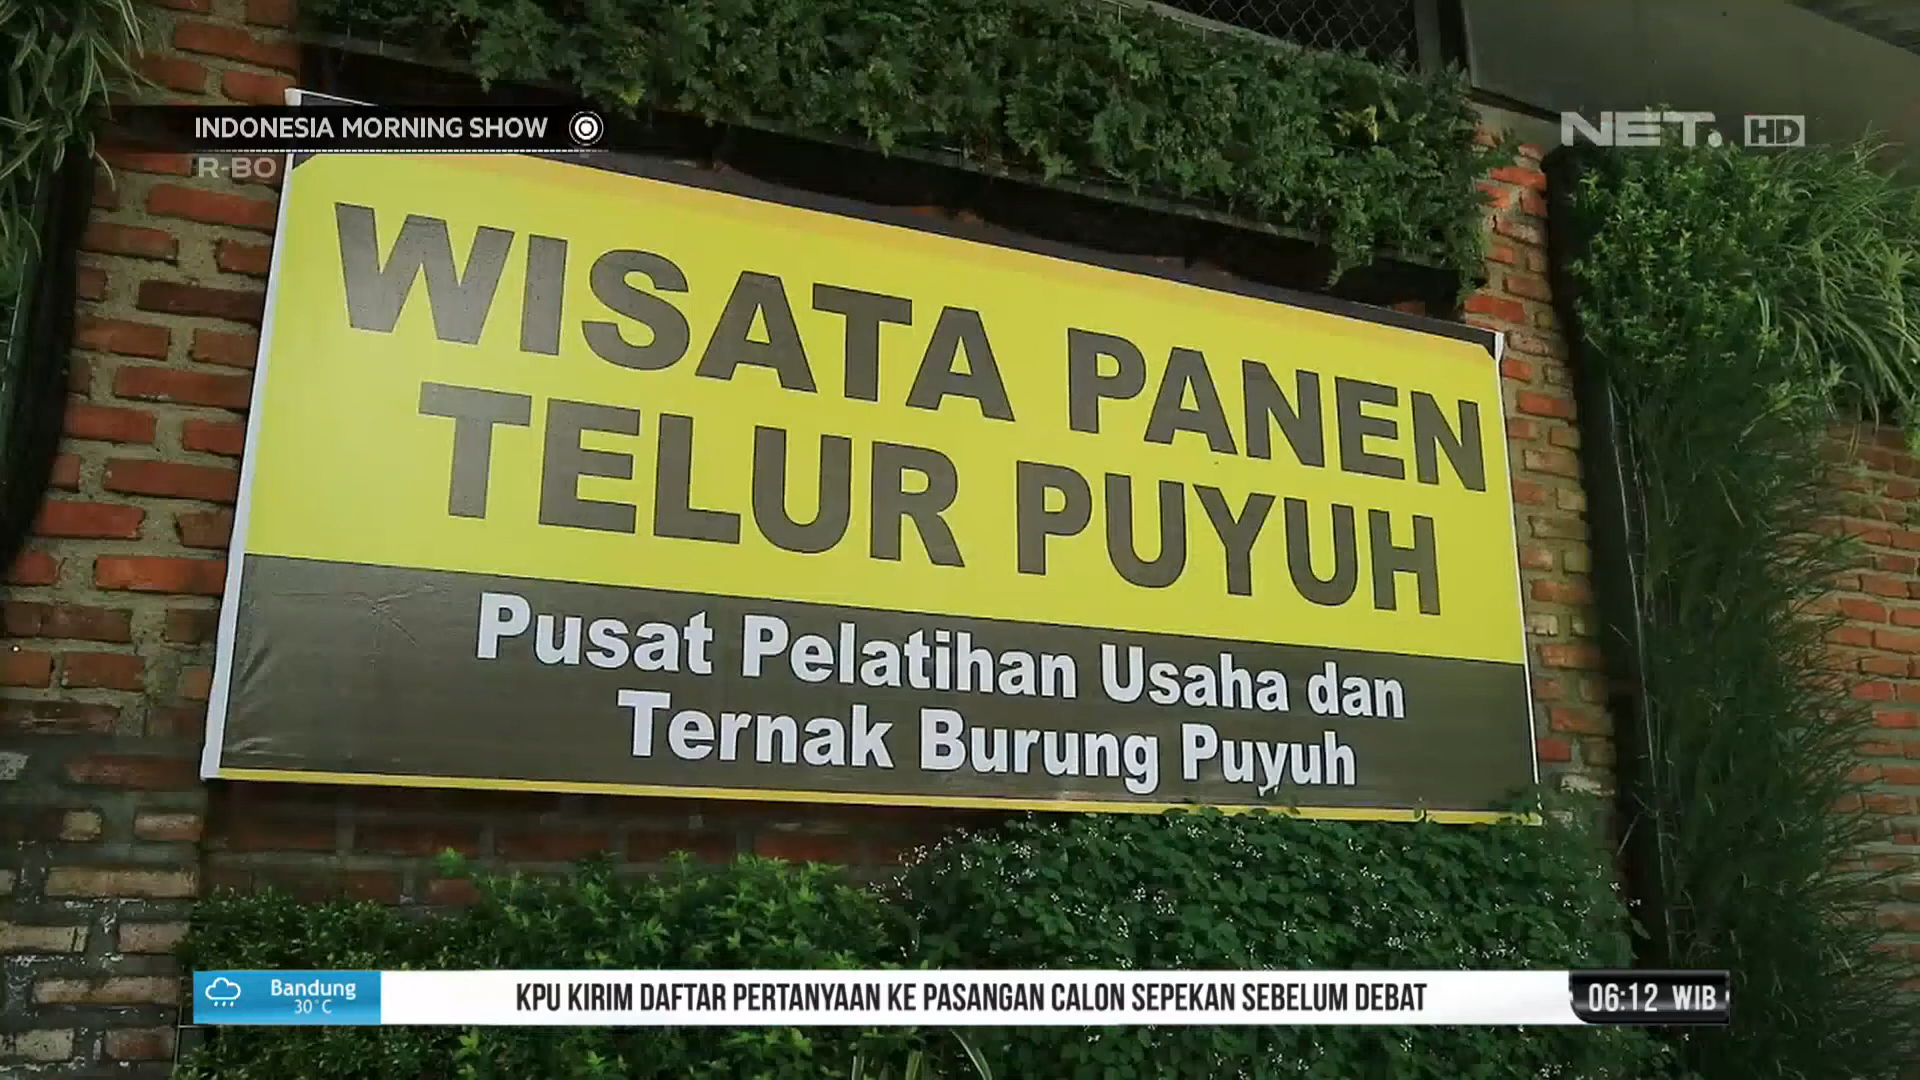 INDONESIA MORNING SHOW
NET. HD
R-BO
WISATA PANEN
TELUR PUYUH
Pusat Pelatihan Usaha dan
Ternak Burung Puyuh
Bandung
30°C
KPU KIRIM DAFTAR PERTANYAAN KE PASANGAN CALON SEPEKAN SEBELUM DEBAT
06:12 WIB